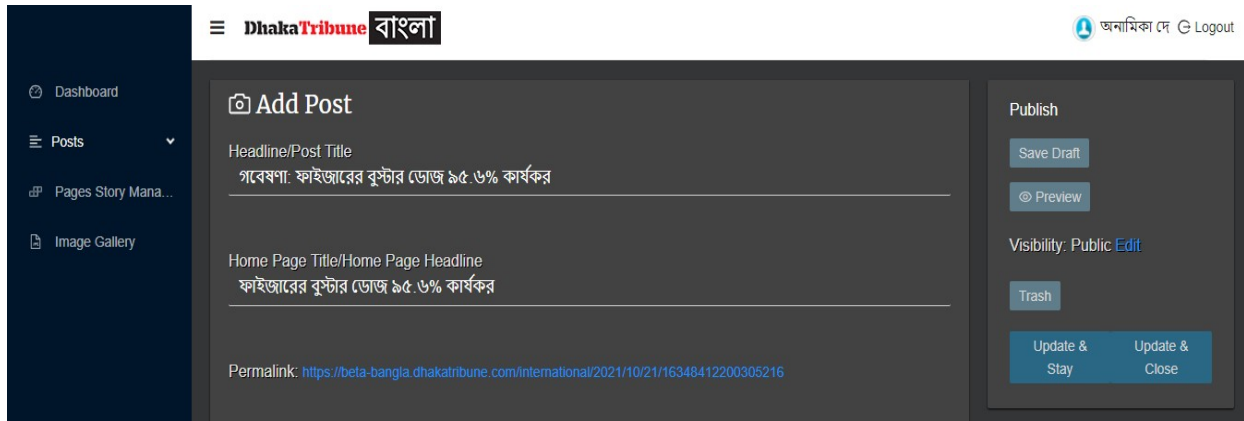 DhakaTribune বাংলা
অনামিকা দে Logout
Dashboard
Posts
Pages Story Mana...
Image Gallery
Add Post
Headline/Post Title
গবেষণা: ফাইজারের বুস্টার ডোজ ৯৫.৬% কার্যকর
Home Page Title/Home Page Headline
ফাইজারের বুস্টার ডোজ ৯৫.৬% কার্যকর
Permalink: https://beta-bangla.dhakatribune.com/international/2021/10/21/16348412200305216
Publish
Save Draft
Preview
Visibility: Public Edit
Trash
Update &
Stay
Update &
Close